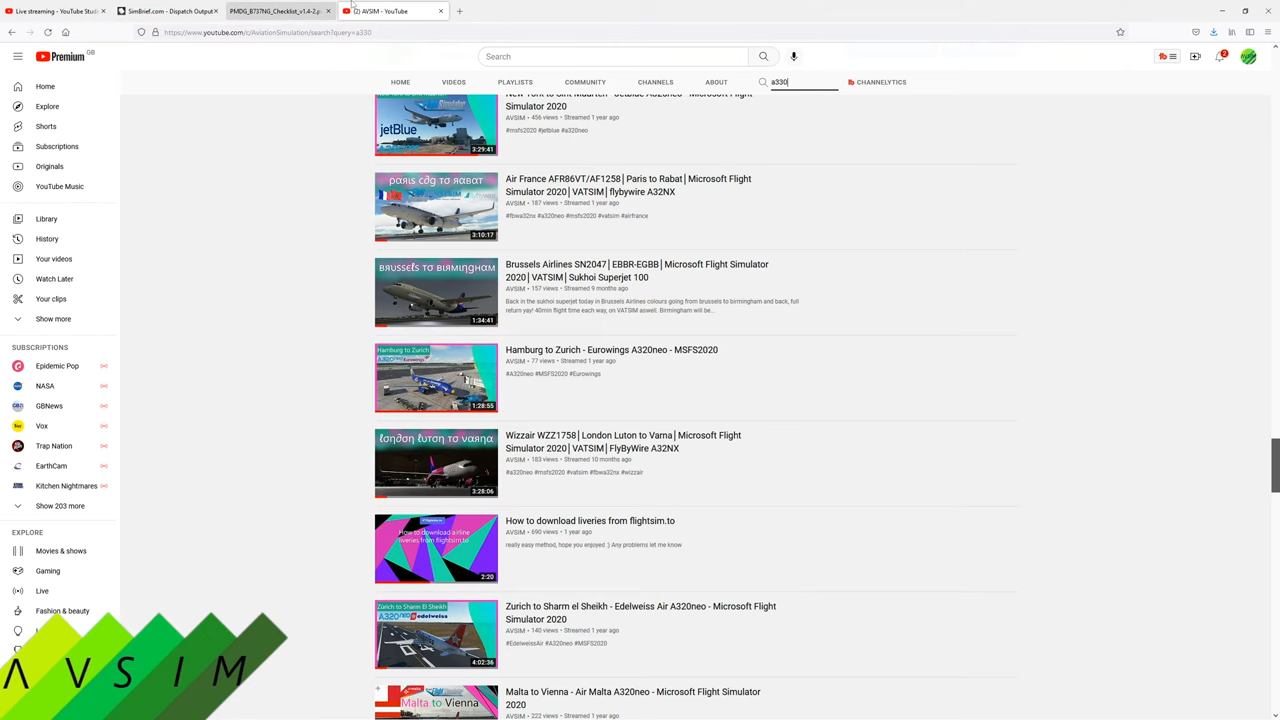 Live streaming - YouTube Stud
SimBrief.com - Dispatch Output
PMDG_B737NG_Checklist_v1.4-2.p
(2) AVSIM - YouTube
https://www.youtube.com/c/AviationSimulation/search?query=a330
Premium GB
Search
2
HOME
VIDEOS
PLAYLISTS
COMMUNITY
CHANNELS
ABOUT
a330
CHANNELYTICS
Home
Explore
Shorts
Subscriptions
Originals
YouTube Music
Library
History
Your videos
Watch Later
Your clips
Show more
SUBSCRIPTIONS
Epidemic Pop
NASA
GBNews
Vox
Trap Nation
EarthCam
Kitchen Nightmares
Show 203 more
EXPLORE
Movies & shows
Gaming
Live
Fashion & beauty
AVSIM
jetBlue
3:29:41
New York to Sint Maarten - JetBlue A320neo - Microsoft Flight
Simulator 2020
AVSIM • 456 views • Streamed 1 year ago
#msfs2020 #jetblue #a320neo
3:10:17
Air France AFR86VT/AF1258│Paris to Rabat│Microsoft Flight
Simulator 2020│VATSIM│flybywire A32NX
AVSIM • 187 views • Streamed 1 year ago
#fbwa32nx #a320neo #msfs2020 #vatsim #airfrance
1:34:41
Brussels Airlines SN2047│EBBR-EGBB│Microsoft Flight Simulator
2020│VATSIM│Sukhoi Superjet 100
AVSIM • 157 views • Streamed 9 months ago
Back in the sukhoi superjet today in Brussels Airlines colours going from brussels to birmingham and back, full
return yay! 40min flight time each way, on VATSIM aswell. Birmingham will be...
Hamburg to Zurich
1:28:55
Hamburg to Zurich - Eurowings A320neo - MSFS2020
AVSIM • 77 views • Streamed 1 year ago
#A320neo #MSFS2020 #Eurowings
3:28:06
Wizzair WZZ1758│London Luton to Varna│Microsoft Flight
Simulator 2020│VATSIM│FlyByWire A32NX
AVSIM • 183 views • Streamed 10 months ago
#a320neo #msfs2020 #vatsim #fbwa32nx #wizzair
How to download airline
liveries from flightsim.to
2:20
How to download liveries from flightsim.to
AVSIM • 690 views • 1 year ago
really easy method, hope you enjoyed :) Any problems let me know
Zürich to Sharm el Sheikh
A320neo edelweiss
4:02:36
Zurich to Sharm el Sheikh - Edelweiss Air A320neo - Microsoft Flight
Simulator 2020
AVSIM • 140 views • Streamed 1 year ago
#EdelweissAir #A320neo #MSFS2020
Malta to Vienna
Malta to Vienna - Air Malta A320neo - Microsoft Flight Simulator
2020
AVSIM • 222 views • Streamed 1 year ago